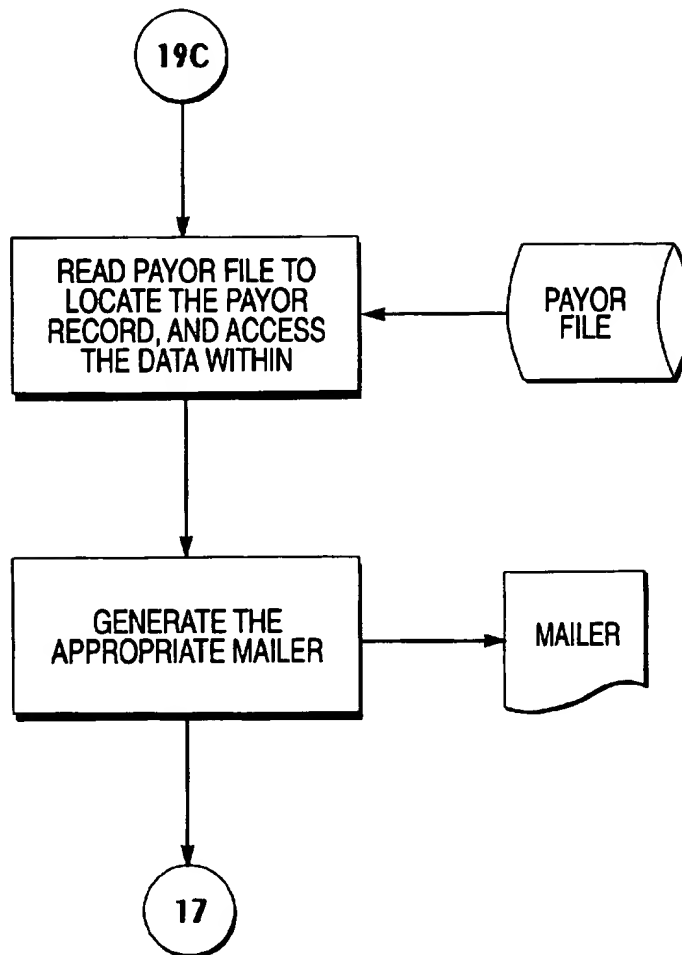 19C
READ PAYOR FILE TO
LOCATE THE PAYOR
RECORD, AND ACCESS
THE DATA WITHIN
PAYOR
FILE
GENERATE THE
APPROPRIATE MAILER
MAILER
17